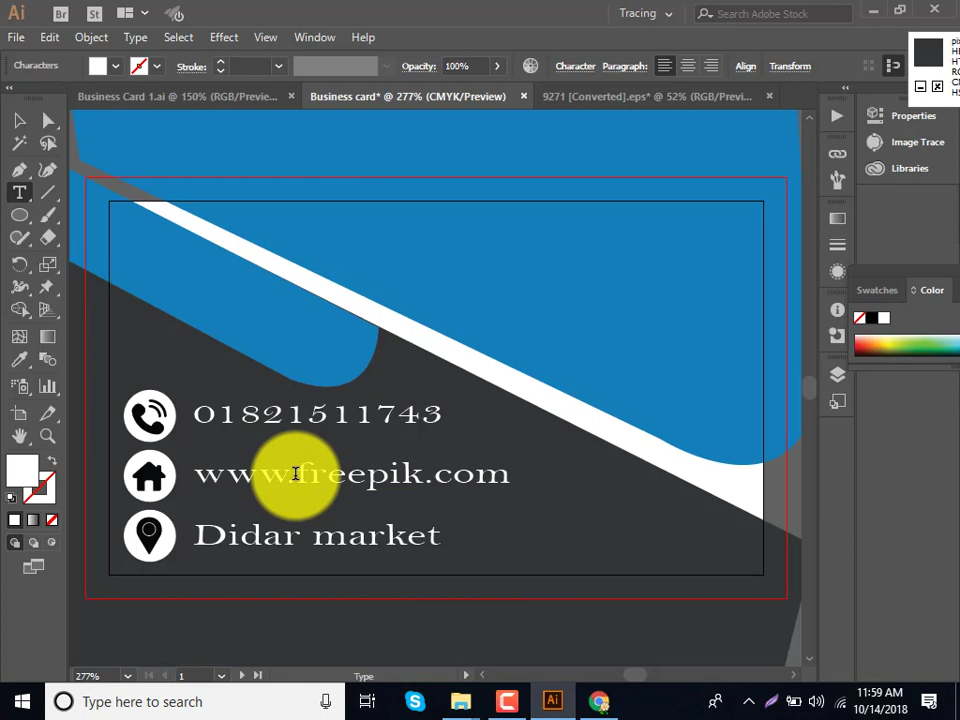 Ai
Br
St
Tracing
Search Adobe Stock
File Edit Object Type Select Effect View Window Help
Characters
Stroke:
Opacity: 100%
Character Paragraph:
Align Transform
Business Card 1.ai @ 150% (RGB/Previe...
Business card* @ 277% (CMYK/Preview)
9271 [Converted].eps* @ 52% (RGB/Previ...
Properties
Image Trace
Libraries
Swatches
Color
01821511743
www.freepik.com
Didar market
277%
1
Type
Type here to search
Ai
11:59 AM
10/14/2018